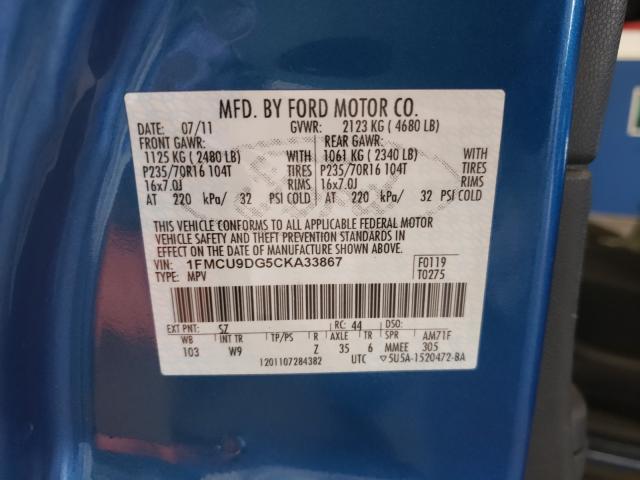 MFD. BY FORD MOTOR CO.
DATE: 07/11 GVWR: 2123 KG ( 4680 LB)
FRONT GAWR: REAR GAWR:
1125 KG ( 2480 LB) WITH 1061 KG ( 2340 LB) WITH
P235/70R16 104T TIRES P235/70R16 104T TIRES
16x7.0J RIMS 16x7.0J RIMS
AT 220 kPa/ 32 PSI COLD AT 220 kPa/ 32 PSI COLD
THIS VEHICLE CONFORMS TO ALL APPLICABLE FEDERAL MOTOR
VEHICLE SAFETY AND THEFT PREVENTION STANDARDS IN
EFFECT ON THE DATE OF MANUFACTURE SHOWN ABOVE.
VIN: 1FMCU9DG5CKA33867 F0119
TYPE: MPV T0275
EXT PNT: SZ RC: 44 DSO:
WB INT TR TP/PS R AXLE TR SPR AM71F
103 W9 Z 35 6 MMEE 305
1201107284382 UTC ▽5U5A-1520472-BA